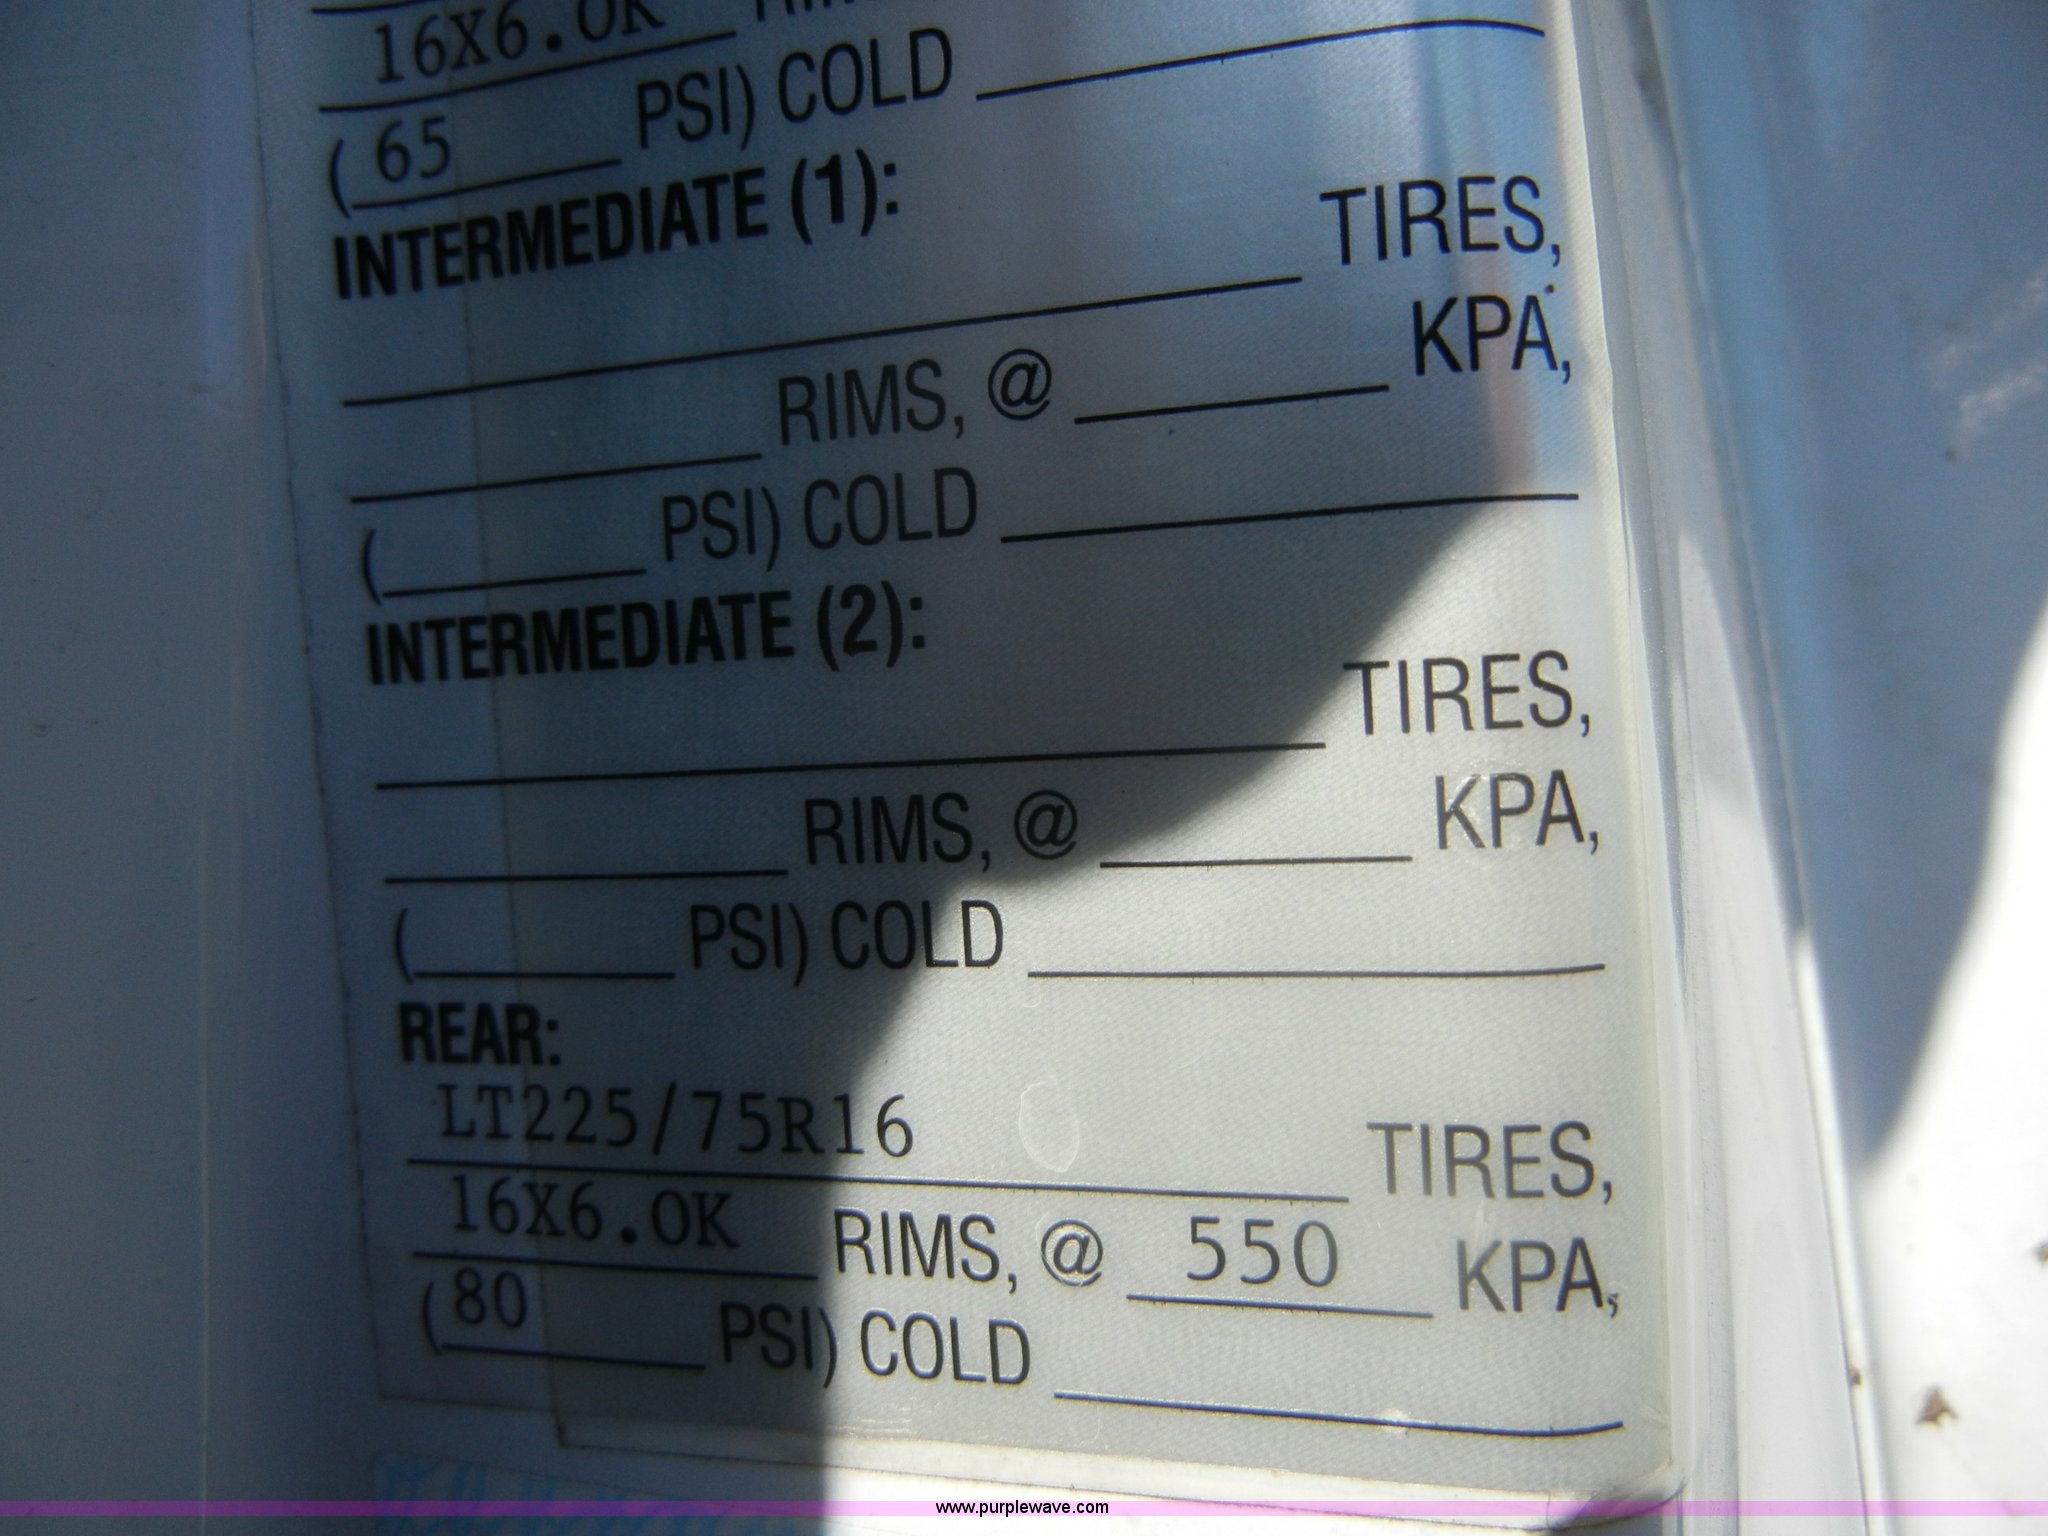 16X6.0K
(65 PSI) COLD
INTERMEDIATE (1):
TIRES,
RIMS, @ KPA,
( PSI) COLD
INTERMEDIATE (2):
TIRES,
RIMS, @ KPA,
( PSI) COLD
REAR:
LT225/75R16 TIRES,
16X6.0K RIMS, @ 550 KPA,
(80 PSI) COLD
www.purplewave.com